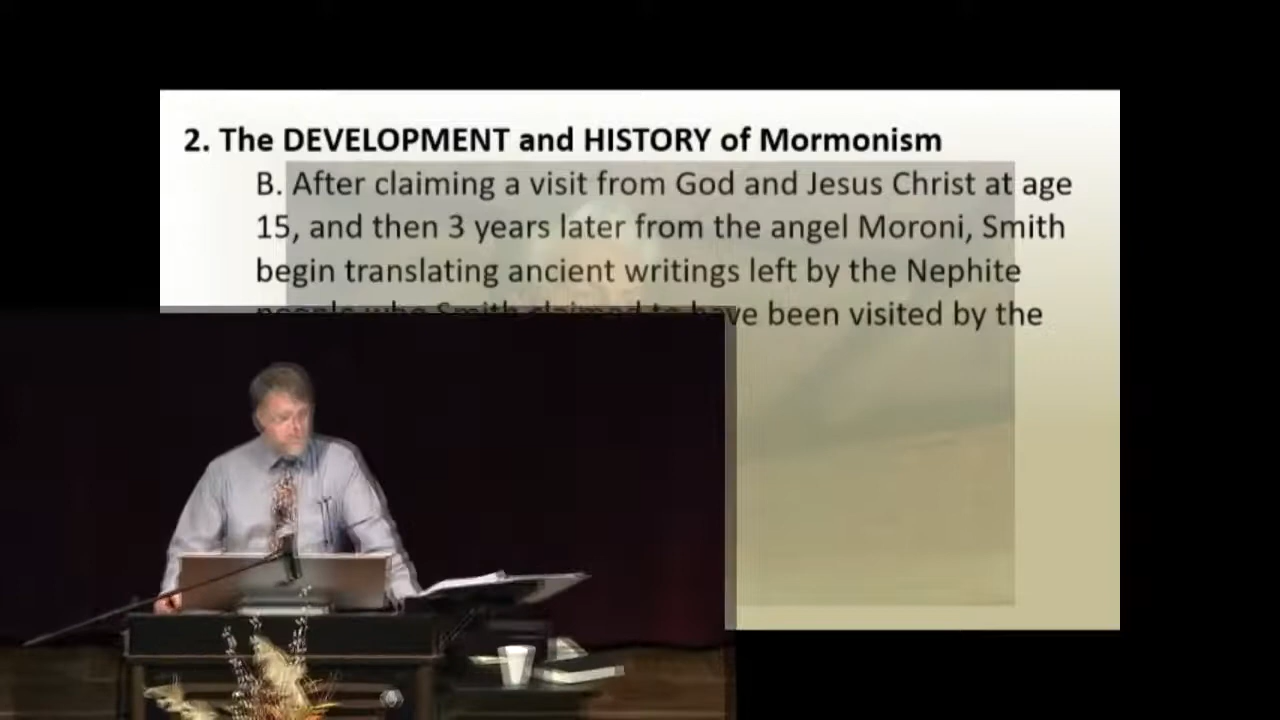 2. The DEVELOPMENT and HISTORY of Mormonism
B. After claiming a visit from God and Jesus Christ at age
15, and then 3 years later from the angel Moroni, Smith
begin translating ancient writings left by the Nephite
people who Smith claimed to have been visited by the